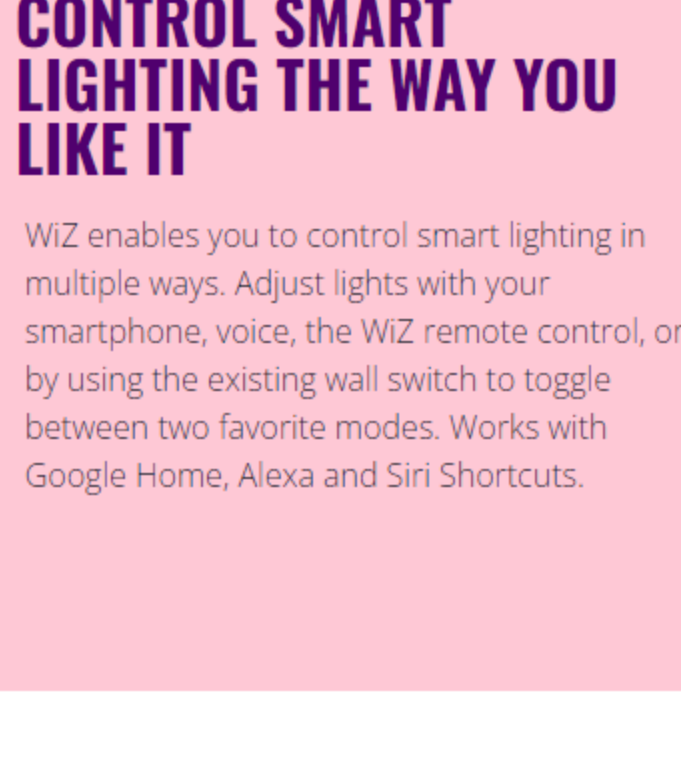 CONTROL SMART
LIGHTING THE WAY YOU
LIKE IT
WiZ enables you to control smart lighting in
multiple ways. Adjust lights with your
smartphone, voice, the WiZ remote control, or
by using the existing wall switch to toggle
between two favorite modes. Works with
Google Home, Alexa and Siri Shortcuts.